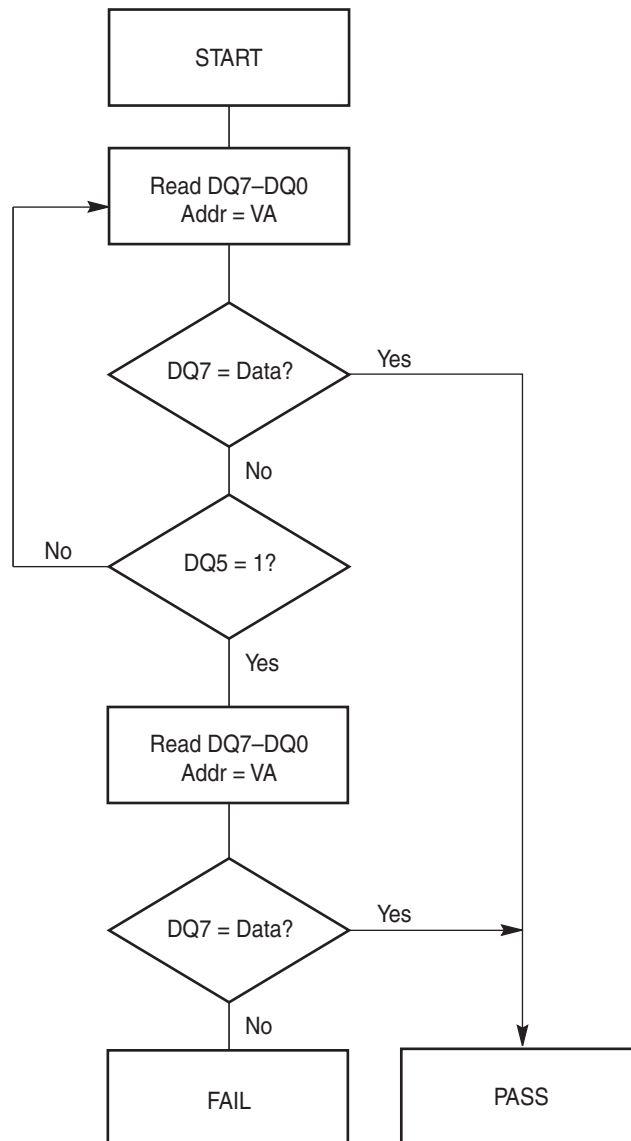 START
Read DQ7–DQ0
Addr = VA
DQ7 = Data?
Yes
No
DQ5 = 1?
No
Yes
Read DQ7–DQ0
Addr = VA
DQ7 = Data?
Yes
No
FAIL
PASS